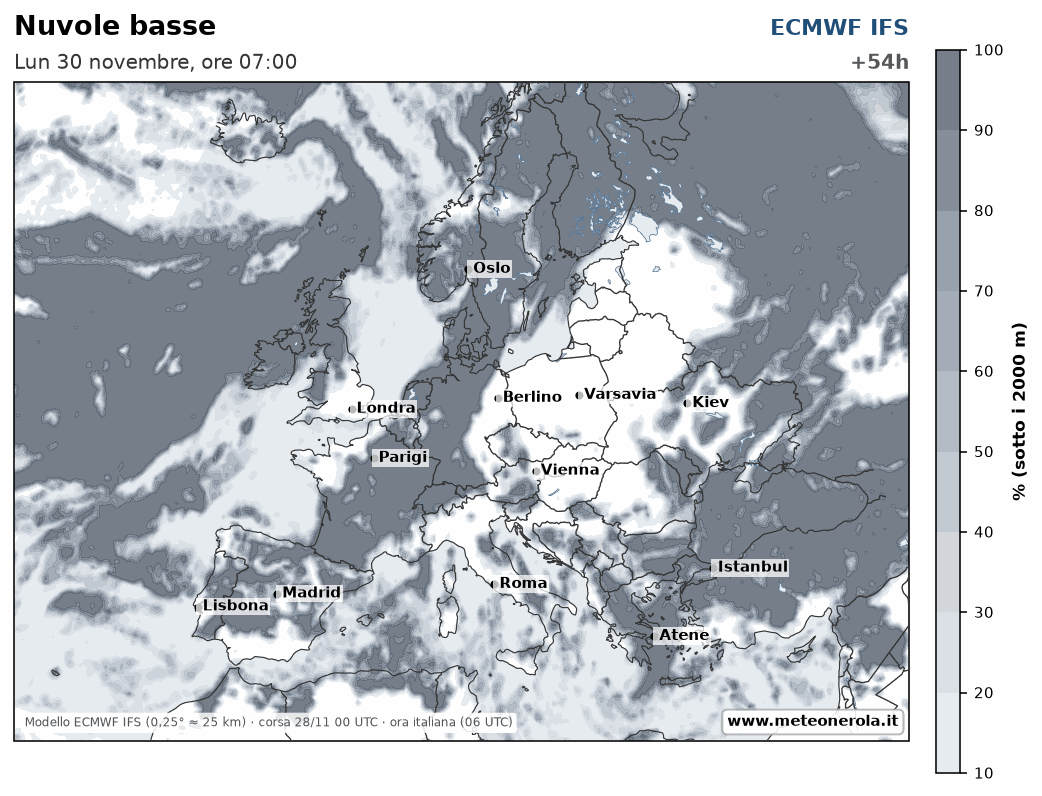 Nuvole basse
ECMWF IFS
Lun 30 novembre, ore 07:00
+54h
100
90
80
70
60
50
40
30
20
10
% (sotto i 2000 m)
Oslo
Londra
Berlino
Varsavia
Kiev
Parigi
Vienna
Istanbul
Roma
Madrid
Lisbona
Atene
Modello ECMWF IFS (0,25° ≈ 25 km) · corsa 28/11 00 UTC · ora italiana (06 UTC)
www.meteonerola.it